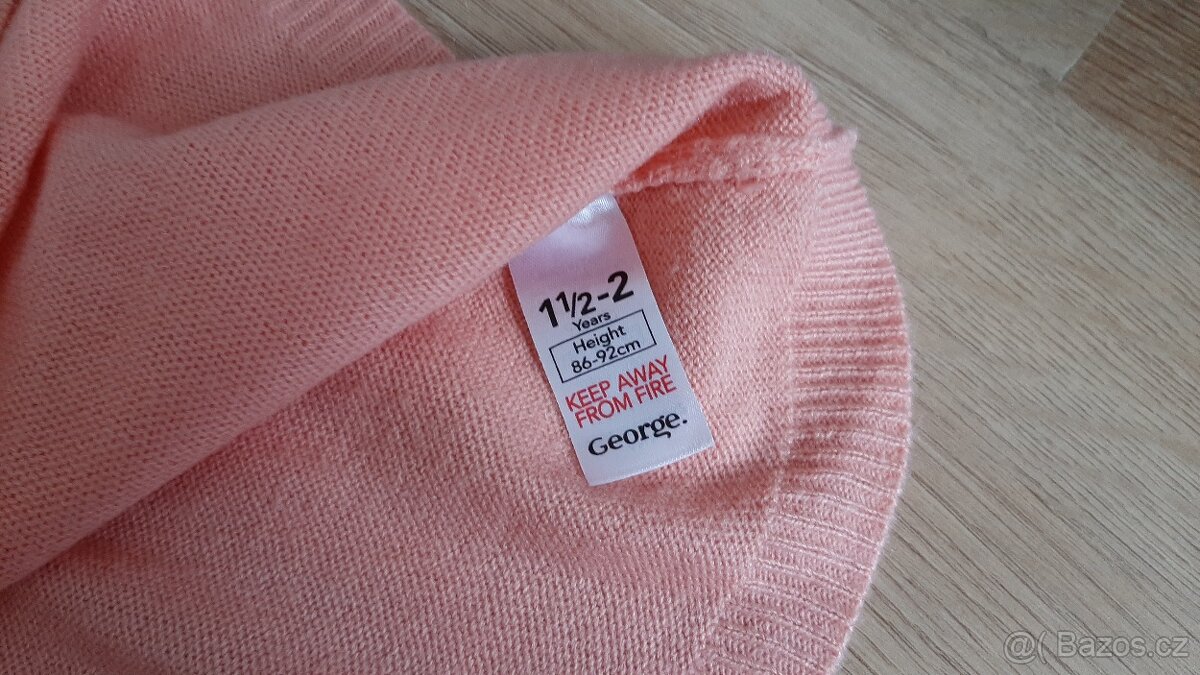 1½-2
Years
Height
86-92cm
KEEP AWAY
FROM FIRE
George.
@( Bazos.cz